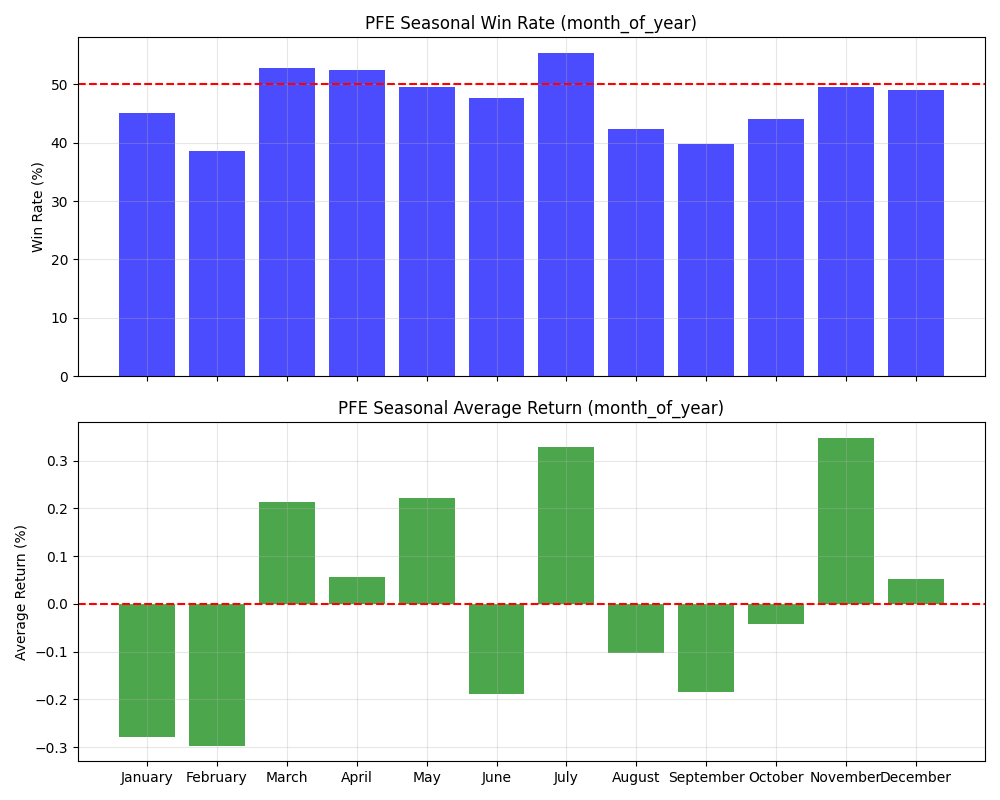 PFE Seasonal Win Rate (month_of_year)
Win Rate (%)
50
40
30
20
10
0
PFE Seasonal Average Return (month_of_year)
Average Return (%)
0.3
0.2
0.1
0.0
−0.1
−0.2
−0.3
January February March April May June July August September October November December